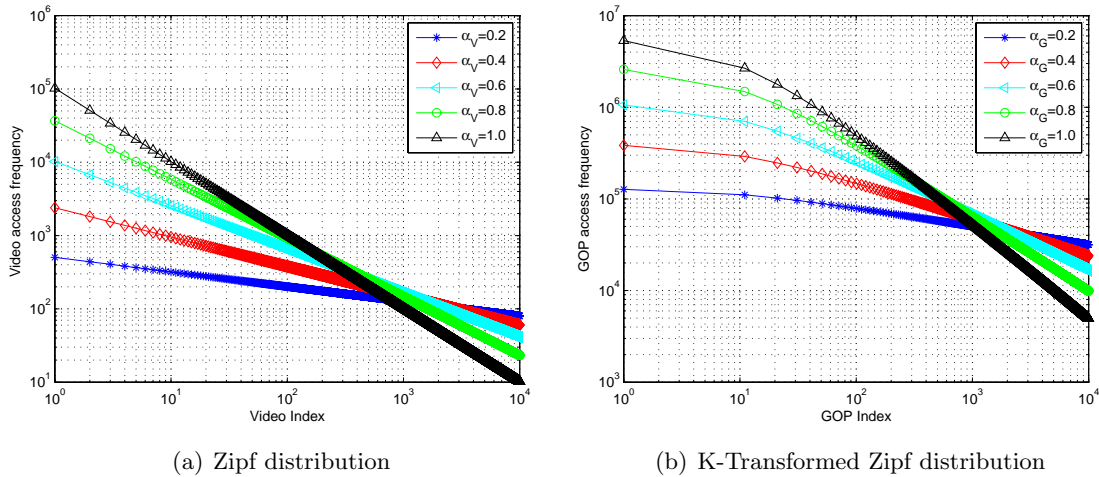 10^6
10^5
10^4
10^3
10^2
10^1
Video access frequency
10^0
10^1
10^2
10^3
10^4
Video Index
α_V=0.2
α_V=0.4
α_V=0.6
α_V=0.8
α_V=1.0
(a) Zipf distribution
10^7
10^6
10^5
10^4
10^3
GOP access frequency
10^0
10^1
10^2
10^3
10^4
GOP Index
α_G=0.2
α_G=0.4
α_G=0.6
α_G=0.8
α_G=1.0
(b) K-Transformed Zipf distribution